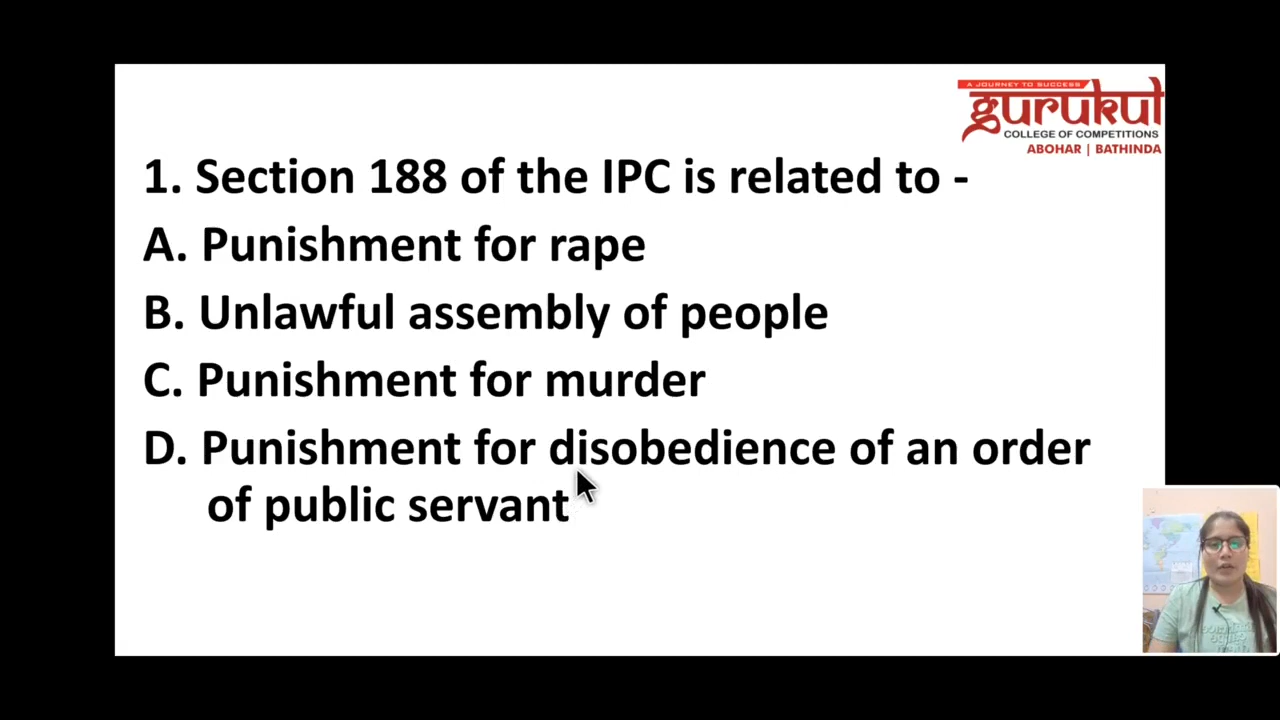 A JOURNEY TO SUCCESS
gurukul
COLLEGE OF COMPETITIONS
ABOHAR | BATHINDA
1. Section 188 of the IPC is related to -
A. Punishment for rape
B. Unlawful assembly of people
C. Punishment for murder
D. Punishment for disobedience of an order
of public servant